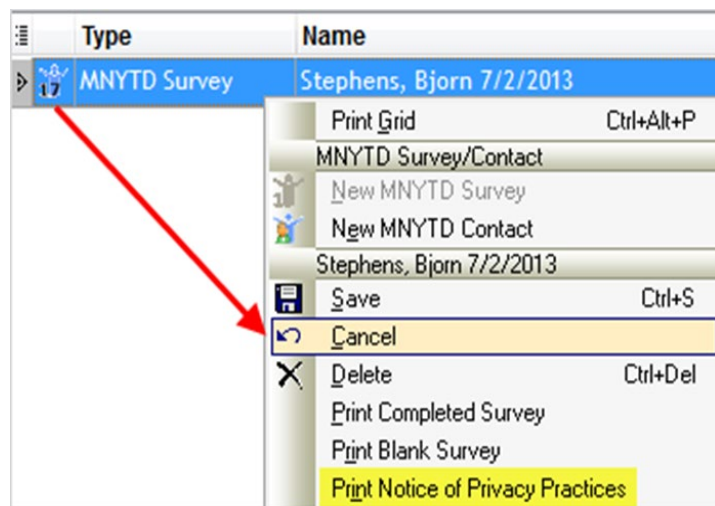 Type Name
17 MNYTD Survey Stephens, Bjorn 7/2/2013
Print Grid Ctrl+Alt+P
MNYTD Survey/Contact
New MNYTD Survey
New MNYTD Contact
Stephens, Bjorn 7/2/2013
Save Ctrl+S
Cancel
Delete Ctrl+Del
Print Completed Survey
Print Blank Survey
Print Notice of Privacy Practices